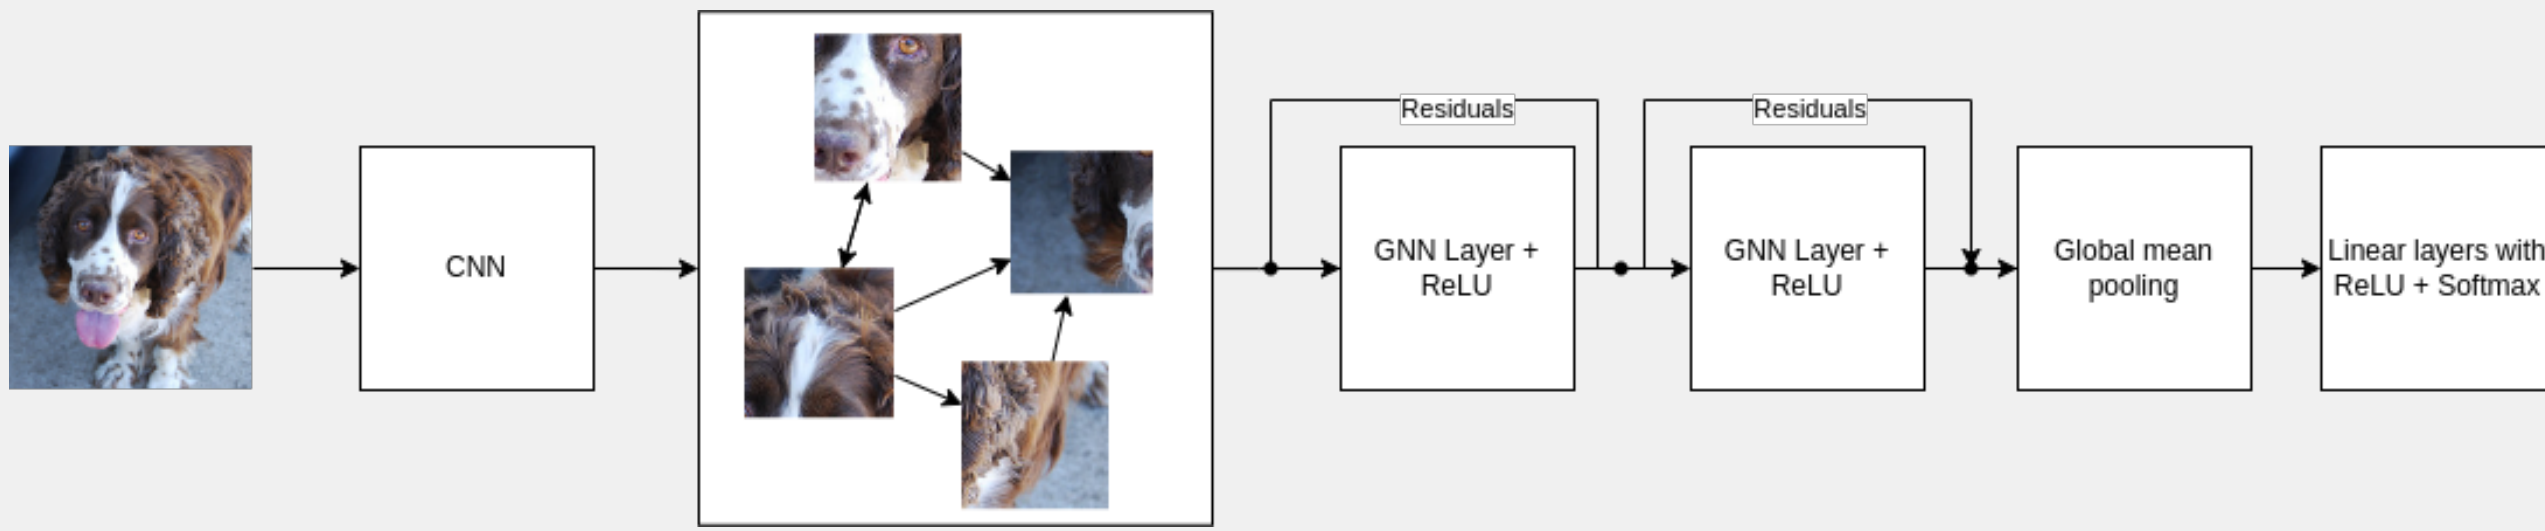 CNN
Residuals
GNN Layer +
ReLU
Residuals
GNN Layer +
ReLU
Global mean
pooling
Linear layers with
ReLU + Softmax